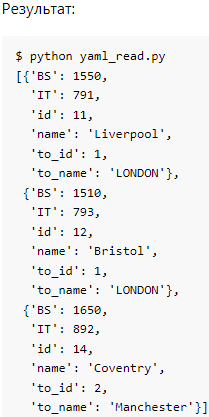 Результат:
$ python yaml_read.py
[{'BS': 1550,
'IT': 791,
'id': 11,
'name': 'Liverpool',
'to_id': 1,
'to_name': 'LONDON'},
{'BS': 1510,
'IT': 793,
'id': 12,
'name': 'Bristol',
'to_id': 1,
'to_name': 'LONDON'},
{'BS': 1650,
'IT': 892,
'id': 14,
'name': 'Coventry',
'to_id': 2,
'to_name': 'Manchester'}]